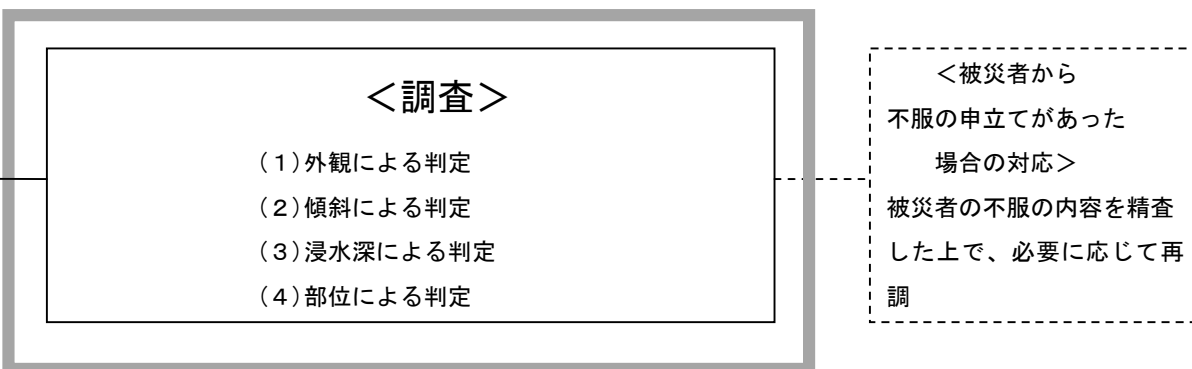 ＜調査＞
（１）外観による判定
（２）傾斜による判定
（３）浸水深による判定
（４）部位による判定
＜被災者から
不服の申立てがあった
場合の対応＞
被災者の不服の内容を精査
した上で、必要に応じて再
調